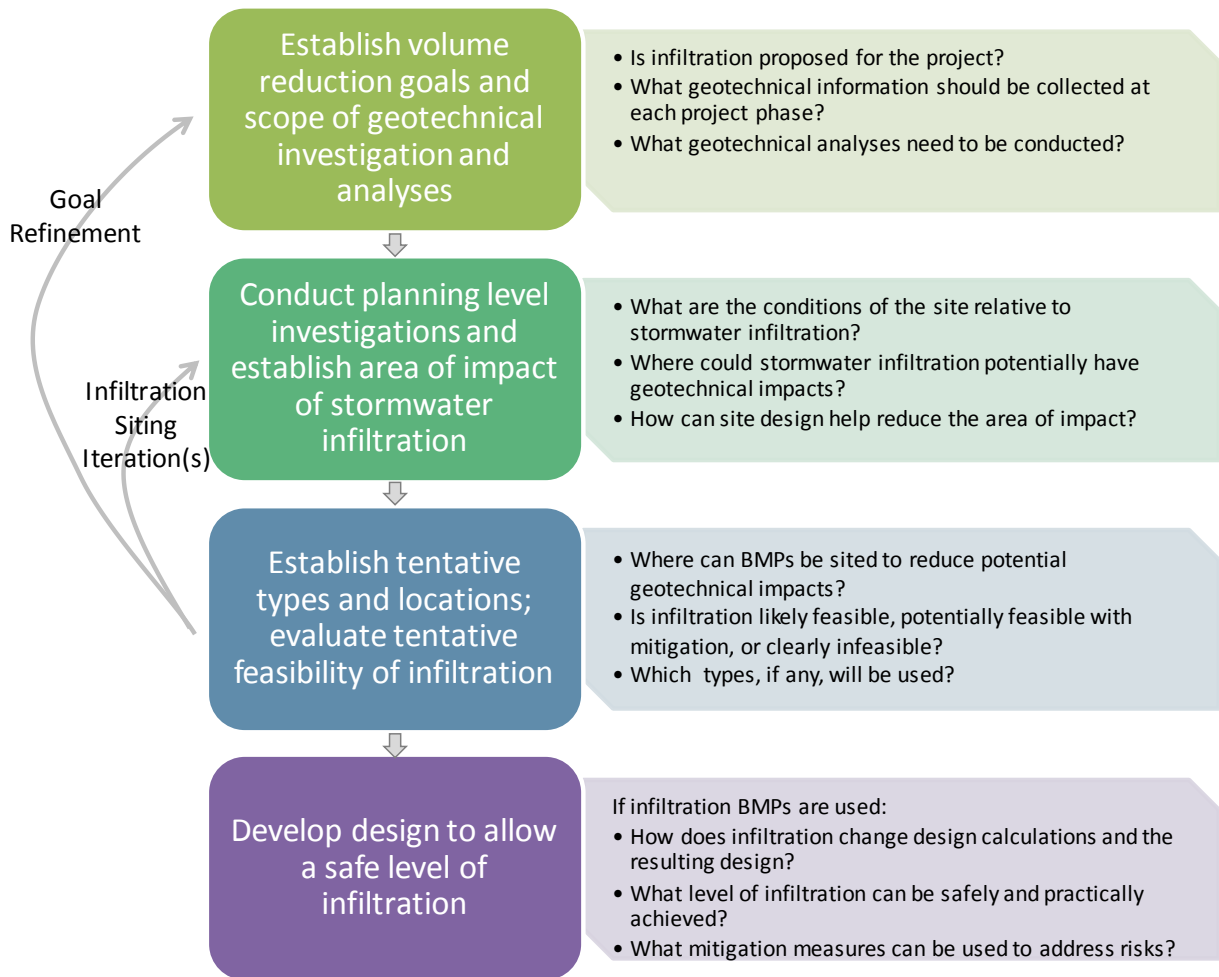 Establish volume
reduction goals and
scope of geotechnical
investigation and
analyses
• Is infiltration proposed for the project?
• What geotechnical information should be collected at
each project phase?
• What geotechnical analyses need to be conducted?
Goal
Refinement
Conduct planning level
investigations and
establish area of impact
of stormwater
infiltration
• What are the conditions of the site relative to
stormwater infiltration?
• Where could stormwater infiltration potentially have
geotechnical impacts?
• How can site design help reduce the area of impact?
Infiltration
Siting
Iteration(s)
Establish tentative
types and locations;
evaluate tentative
feasibility of infiltration
• Where can BMPs be sited to reduce potential
geotechnical impacts?
• Is infiltration likely feasible, potentially feasible with
mitigation, or clearly infeasible?
• Which types, if any, will be used?
Develop design to allow
a safe level of
infiltration
If infiltration BMPs are used:
• How does infiltration change design calculations and the
resulting design?
• What level of infiltration can be safely and practically
achieved?
• What mitigation measures can be used to address risks?